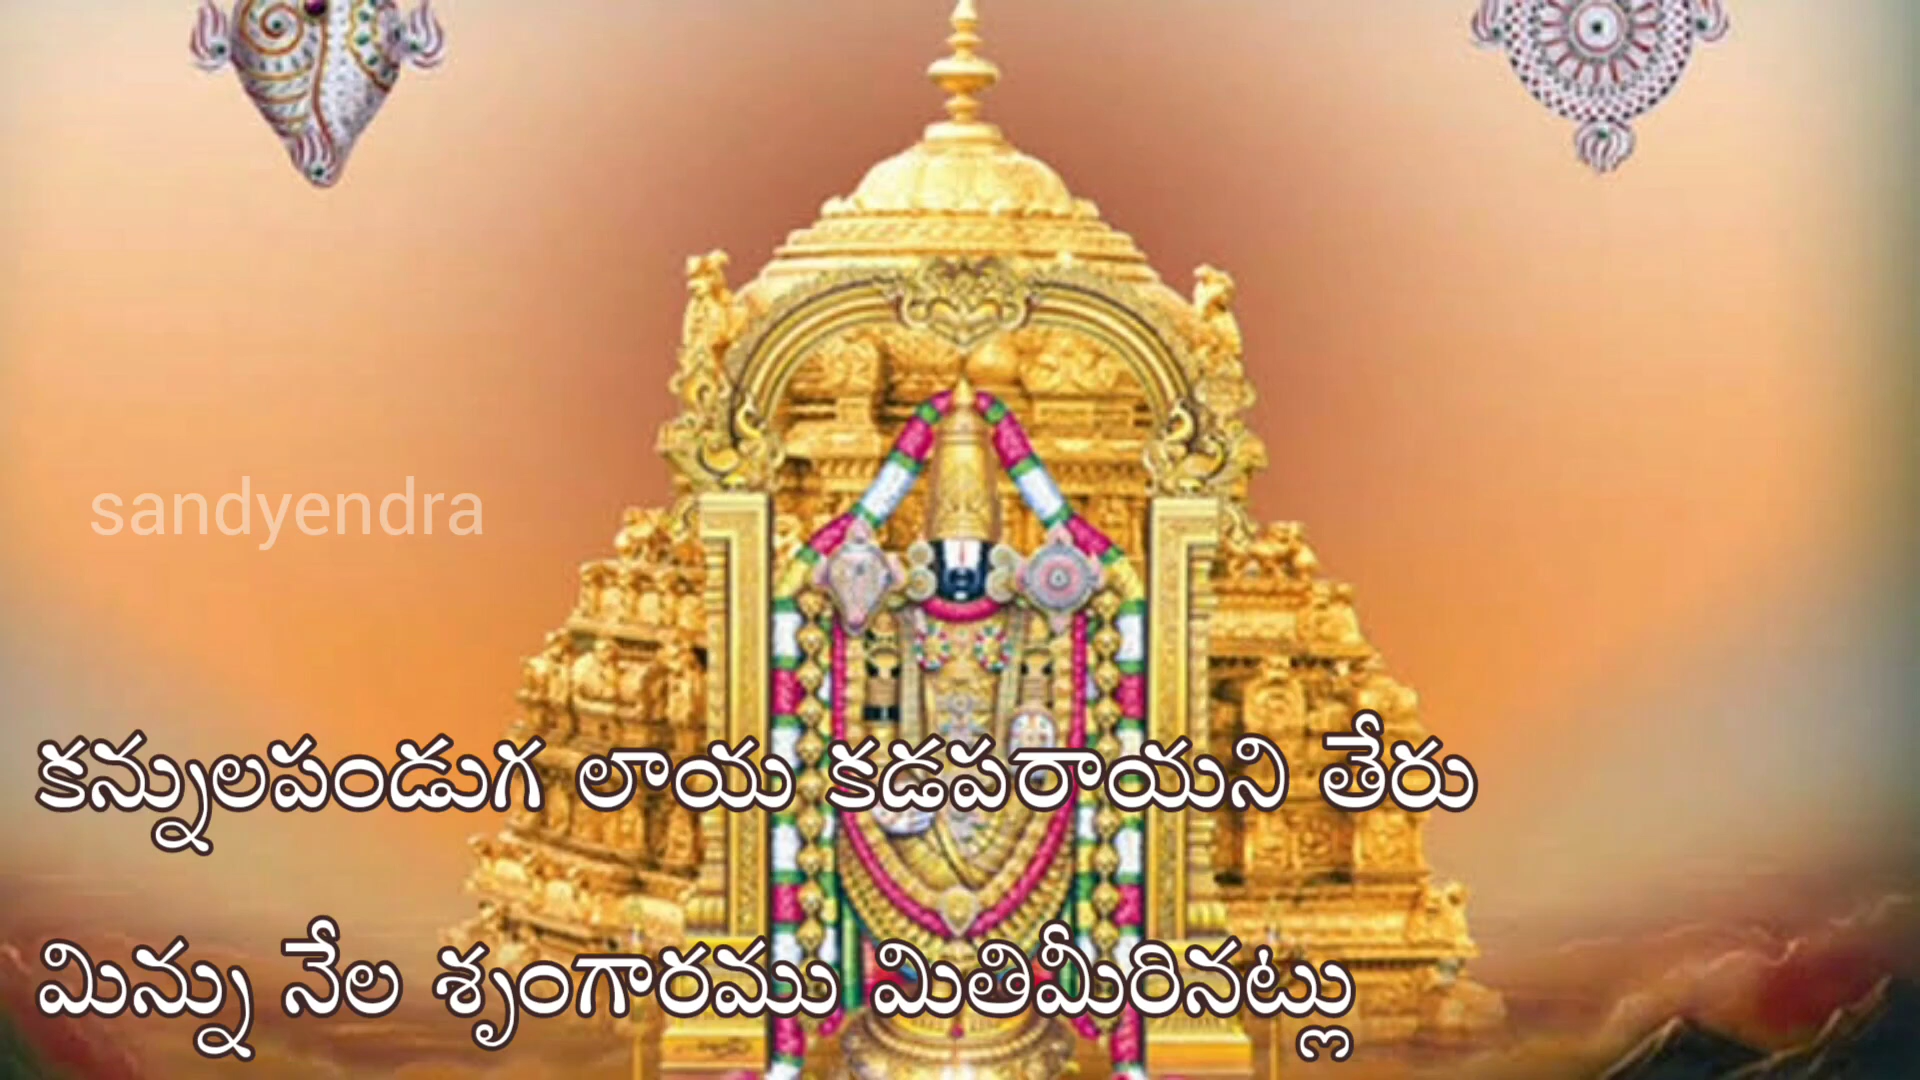 sandyendra
కన్నులపండుగ లాయ కడపరాయని తేరు
మిన్ను నేల శృంగారము మితిమీరినట్లు